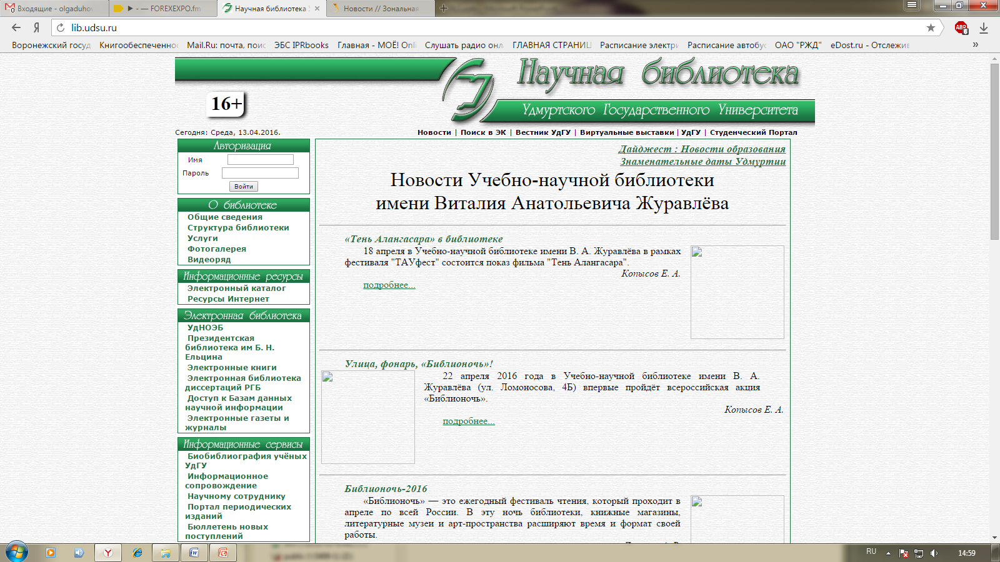 Входящие - olgaduhov
- — FOREXEXPO.fm
Научная библиотека
Новости // Зональная
lib.udsu.ru
ABP
6
Воронежский госуд
Книгообеспеченно
Mail.Ru: почта, поис
ЭБС IPRbooks
Главная - МОЁ! Onli
Слушать радио онл
ГЛАВНАЯ СТРАНИЦ
Расписание электри
Расписание автобус
ОАО "РЖД"
eDost.ru - Отслежив
»
Научная библиотека
16+
Удмуртского Государственного Университета
Сегодня: Среда, 13.04.2016.
Новости | Поиск в ЭК | Вестник УдГУ | Виртуальные выставки | УдГУ | Студенческий Портал
Авторизация
Имя
Пароль
Войти
О библиотеке
Общие сведения
Структура библиотеки
Услуги
Фотогалерея
Видеоряд
Информационные ресурсы
Электронный каталог
Ресурсы Интернет
Электронная библиотека
УдНОЭБ
Президентская
библиотека им Б. Н.
Ельцина
Электронные книги
Электронная библиотека
диссертаций РГБ
Доступ к Базам данных
научной информации
Электронные газеты и
журналы
Информационные сервисы
Биобиблиография учёных
УдГУ
Информационное
сопровождение
Научному сотруднику
Портал периодических
изданий
Бюллетень новых
поступлений
Дайджест : Новости образования
Знаменательные даты Удмуртии
Новости Учебно-научной библиотеки
имени Виталия Анатольевича Журавлёва
«Тень Алангасара» в библиотеке
18 апреля в Учебно-научной библиотеке имени В. А. Журавлёва в рамках
фестиваля "ТАУфест" состоится показ фильма "Тень Алангасара".
Копысов Е. А.
подробнее...
Улица, фонарь, «Библионочь»!
22 апреля 2016 года в Учебно-научной библиотеке имени В. А.
Журавлёва (ул. Ломоносова, 4Б) впервые пройдёт всероссийская акция
«Библионочь».
Копысов Е. А.
подробнее...
Библионочь-2016
«Библионочь» — это ежегодный фестиваль чтения, который проходит в
апреле по всей России. В эту ночь библиотеки, книжные магазины,
литературные музеи и арт-пространства расширяют время и формат своей
работы.
RU
14:59